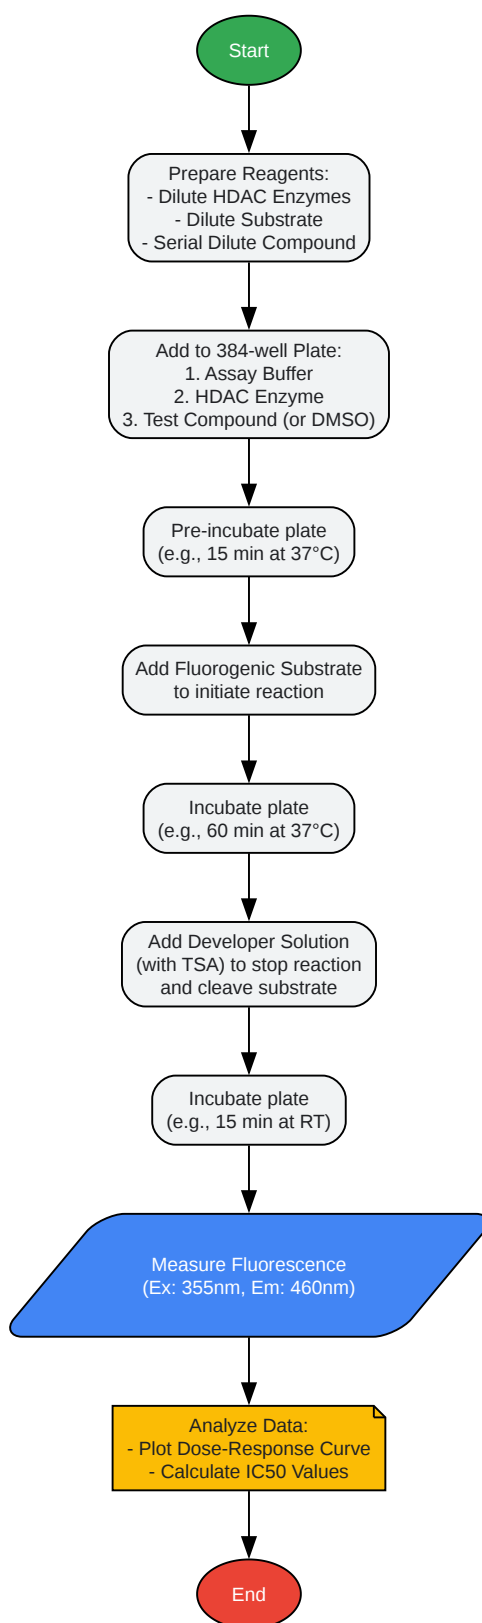 Start
Prepare Reagents:
- Dilute HDAC Enzymes
- Dilute Substrate
- Serial Dilute Compound
Add to 384-well Plate:
1. Assay Buffer
2. HDAC Enzyme
3. Test Compound (or DMSO)
Pre-incubate plate
(e.g., 15 min at 37°C)
Add Fluorogenic Substrate
to initiate reaction
Incubate plate
(e.g., 60 min at 37°C)
Add Developer Solution
(with TSA) to stop reaction
and cleave substrate
Incubate plate
(e.g., 15 min at RT)
Measure Fluorescence
(Ex: 355nm, Em: 460nm)
Analyze Data:
- Plot Dose-Response Curve
- Calculate IC50 Values
End